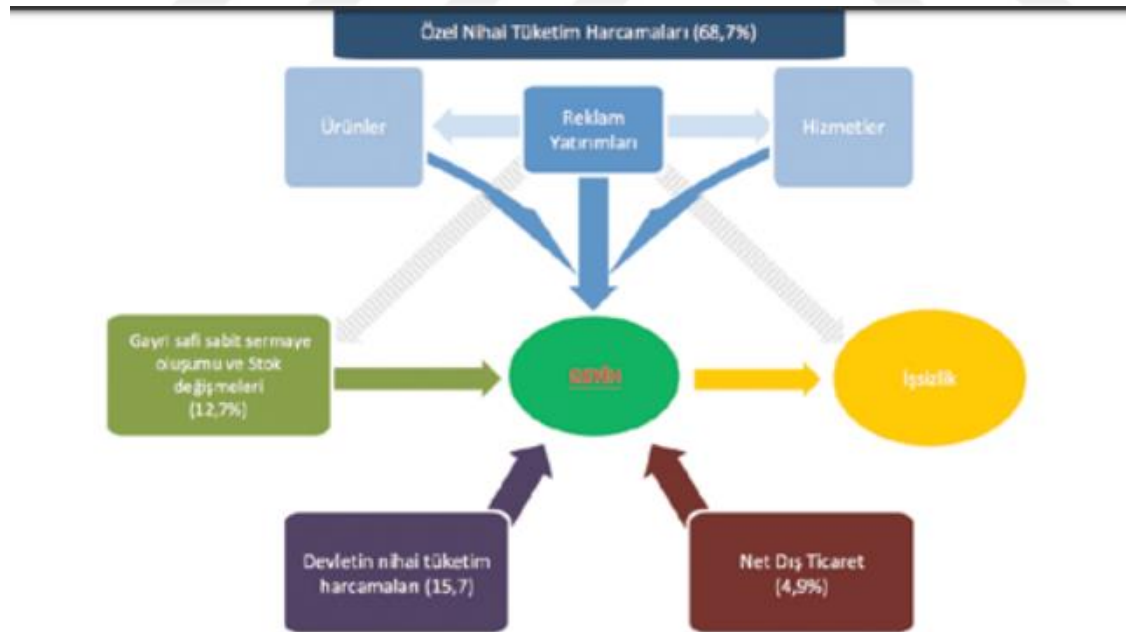 Özel Nihai Tüketim Harcamaları (68,7%)
Ürünler
Reklam
Yatırımları
Hizmetler
Gayri safi sabit sermaye
oluşumu ve Stok
değişmeleri
(12,7%)
İşsizlik
Devletin nihai tüketim
harcamaları (15,7)
Net Dış Ticaret
(4,9%)